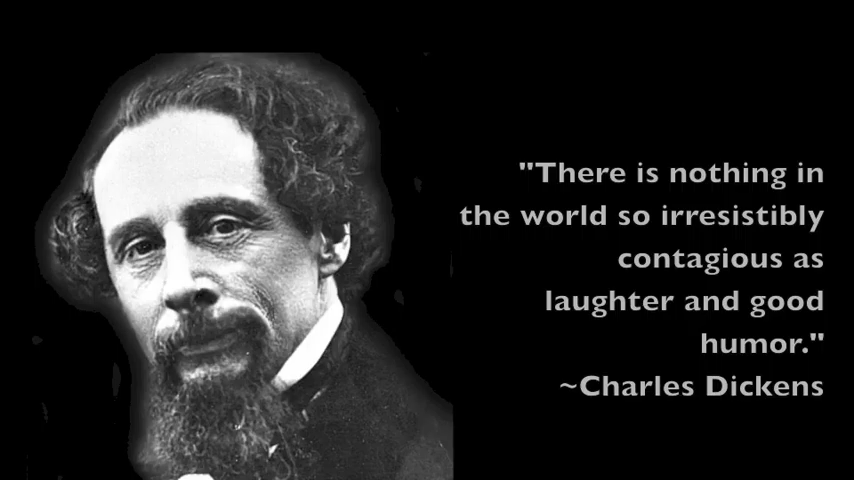 "There is nothing in
the world so irresistibly
contagious as
laughter and good
humor."
~Charles Dickens